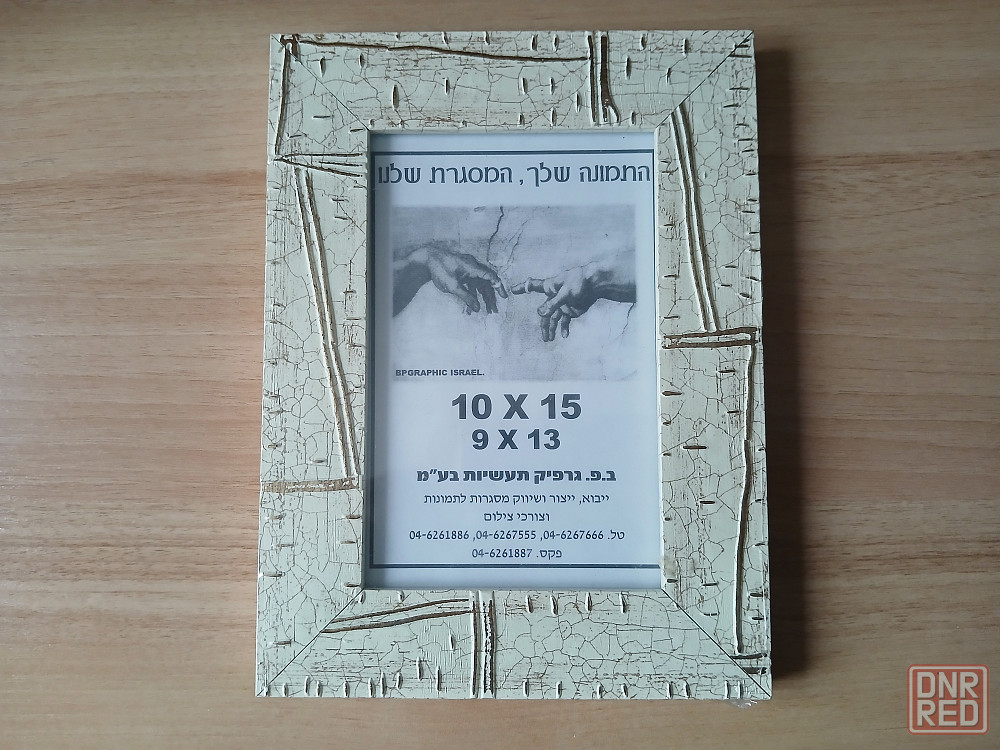 התמונה שלך, המסגרת שלנו
BPGRAPHIC ISRAEL.
10 X 15
9 X 13
ב.פ. גרפיק תעשיות בע"מ
ייבוא, ייצור ושיווק מסגרות לתמונות
וצורכי צילום
טל. 04-6267666, 04-6267555, 04-6261886
פקס. 04-6261887
DNR
RED